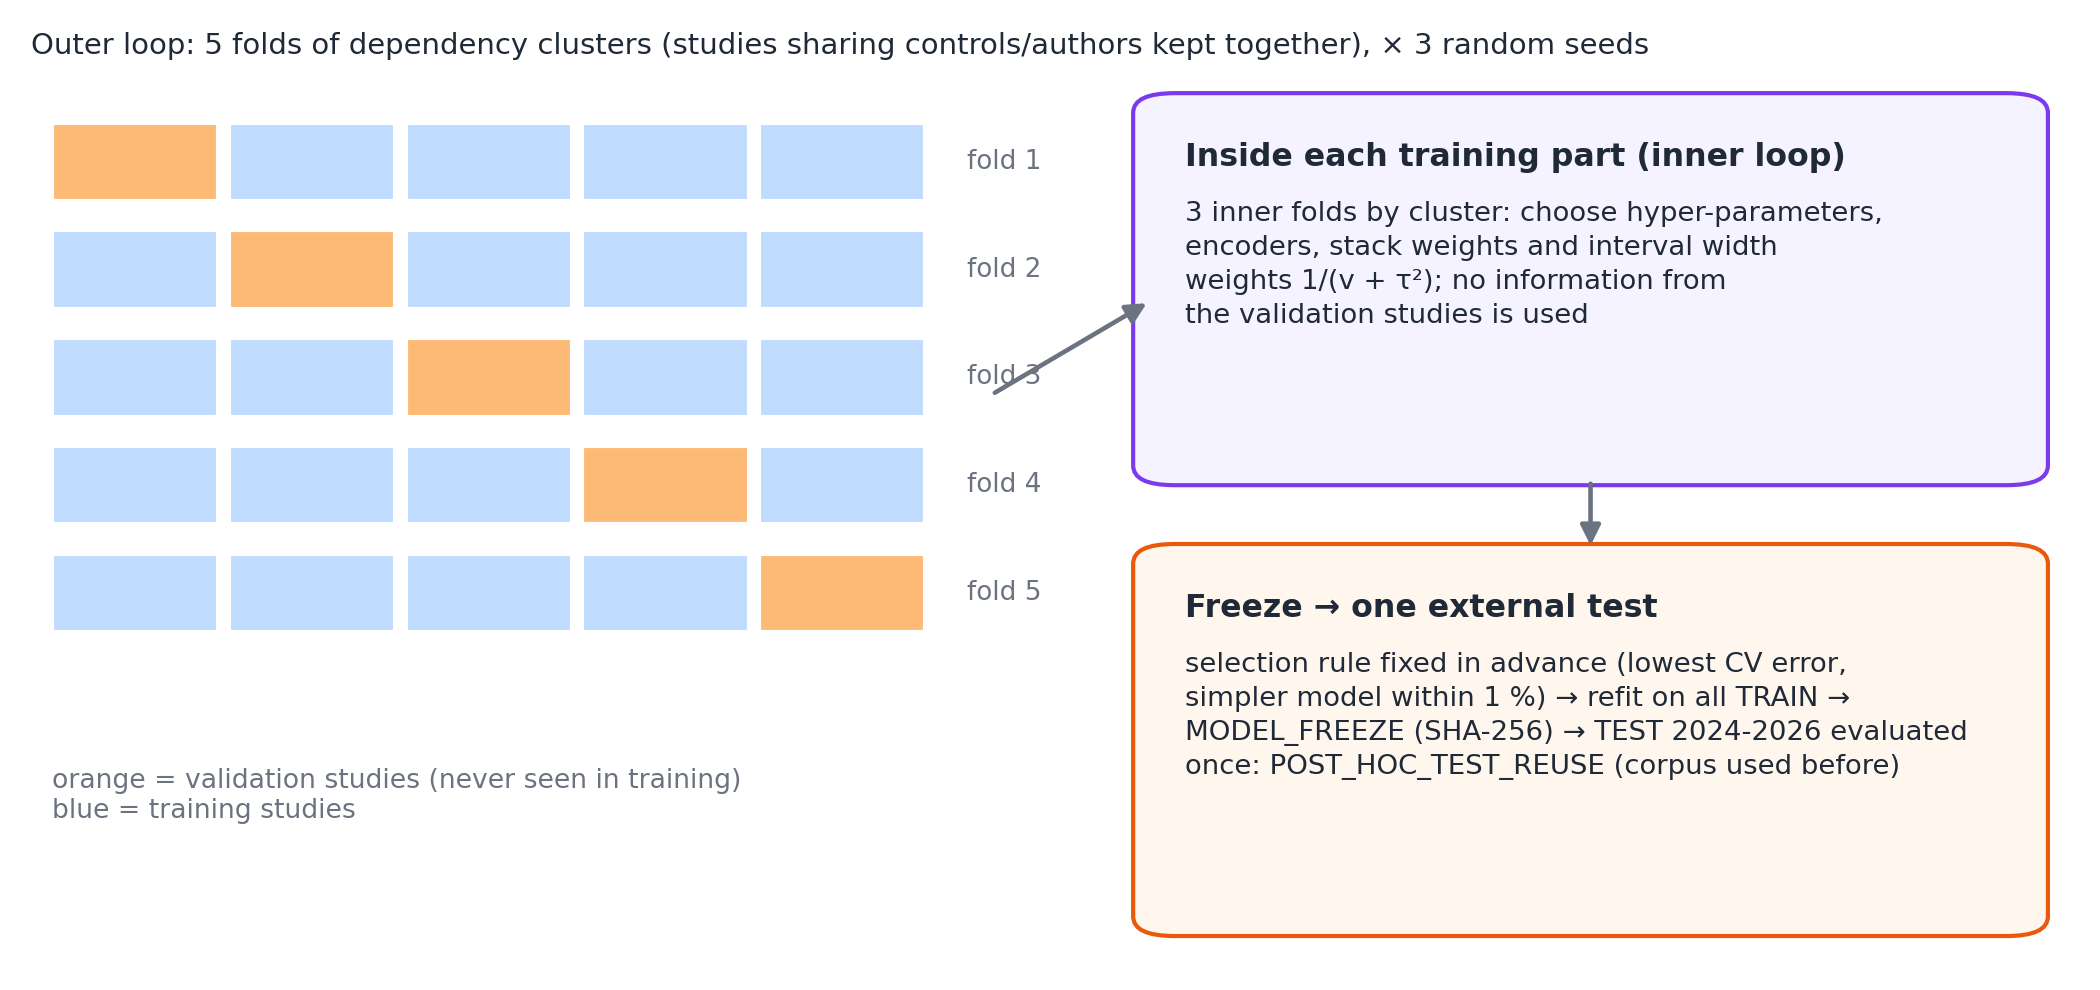 Outer loop: 5 folds of dependency clusters (studies sharing controls/authors kept together), × 3 random seeds
fold 1
fold 2
fold 3
fold 4
fold 5
orange = validation studies (never seen in training)
blue = training studies
Inside each training part (inner loop)
3 inner folds by cluster: choose hyper-parameters,
encoders, stack weights and interval width
weights 1/(v + τ²); no information from
the validation studies is used
Freeze → one external test
selection rule fixed in advance (lowest CV error,
simpler model within 1 %) → refit on all TRAIN →
MODEL_FREEZE (SHA-256) → TEST 2024-2026 evaluated
once: POST_HOC_TEST_REUSE (corpus used before)